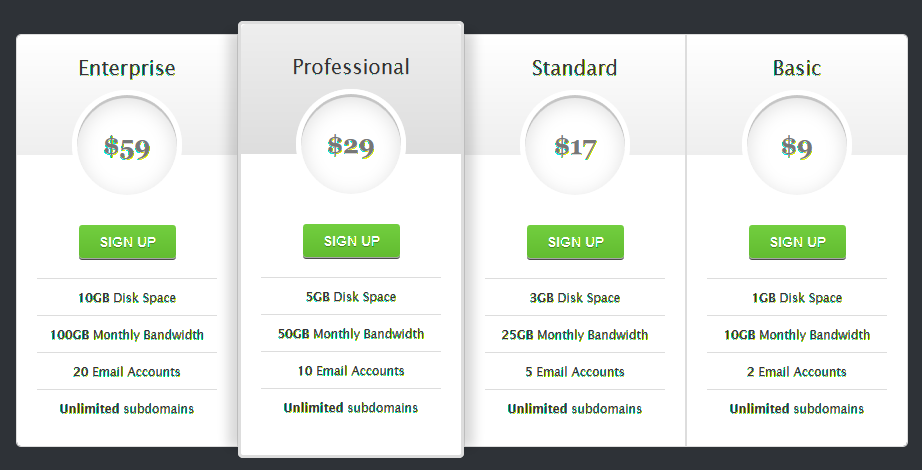 Enterprise
$59
SIGN UP
10GB Disk Space
100GB Monthly Bandwidth
20 Email Accounts
Unlimited subdomains
Professional
$29
SIGN UP
5GB Disk Space
50GB Monthly Bandwidth
10 Email Accounts
Unlimited subdomains
Standard
$17
SIGN UP
3GB Disk Space
25GB Monthly Bandwidth
5 Email Accounts
Unlimited subdomains
Basic
$9
SIGN UP
1GB Disk Space
10GB Monthly Bandwidth
2 Email Accounts
Unlimited subdomains